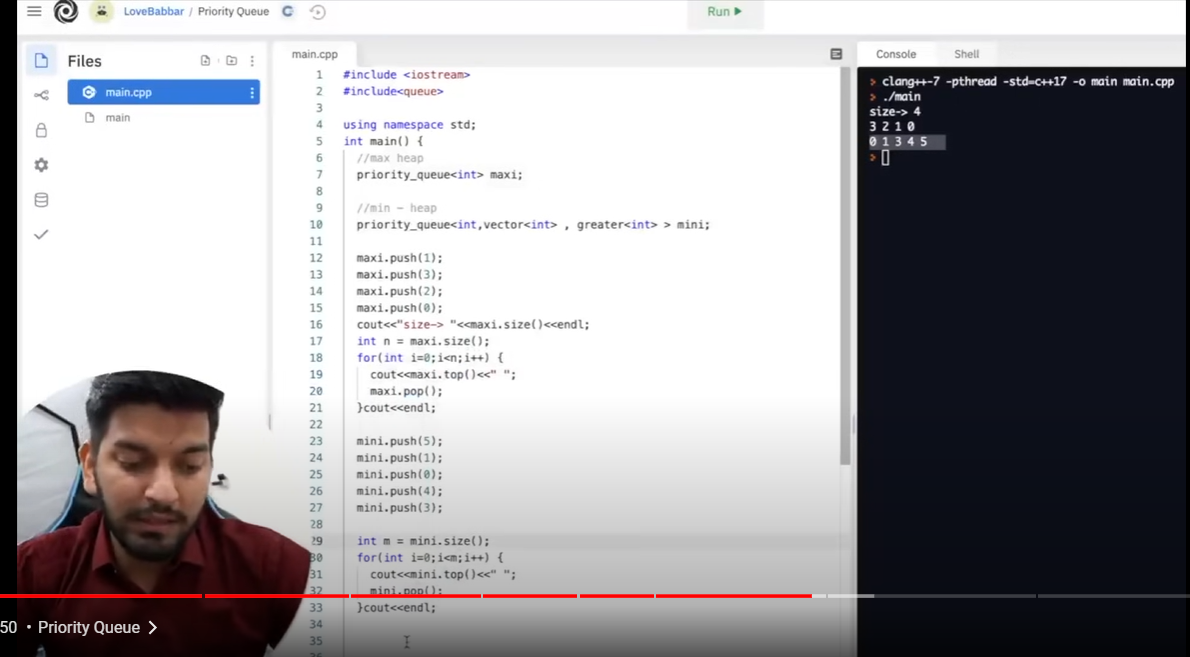 LoveBabbar / Priority Queue
Run
Files
main.cpp
main
main.cpp
1 #include <iostream>
2 #include<queue>
3
4 using namespace std;
5 int main() {
6 //max heap
7 priority_queue<int> maxi;
8
9 //min - heap
10 priority_queue<int,vector<int> , greater<int> > mini;
11
12 maxi.push(1);
13 maxi.push(3);
14 maxi.push(2);
15 maxi.push(0);
16 cout<<"size-> "<<maxi.size()<<endl;
17 int n = maxi.size();
18 for(int i=0;i<n;i++) {
19 cout<<maxi.top()<<" ";
20 maxi.pop();
21 }cout<<endl;
22
23 mini.push(5);
24 mini.push(1);
25 mini.push(0);
26 mini.push(4);
27 mini.push(3);
28
29 int m = mini.size();
30 for(int i=0;i<m;i++) {
31 cout<<mini.top()<<" ";
32 mini.pop();
33 }cout<<endl;
34
35
Console
Shell
> clang++-7 -pthread -std=c++17 -o main main.cpp
> ./main
size-> 4
3 2 1 0
0 1 3 4 5
>
50 • Priority Queue >